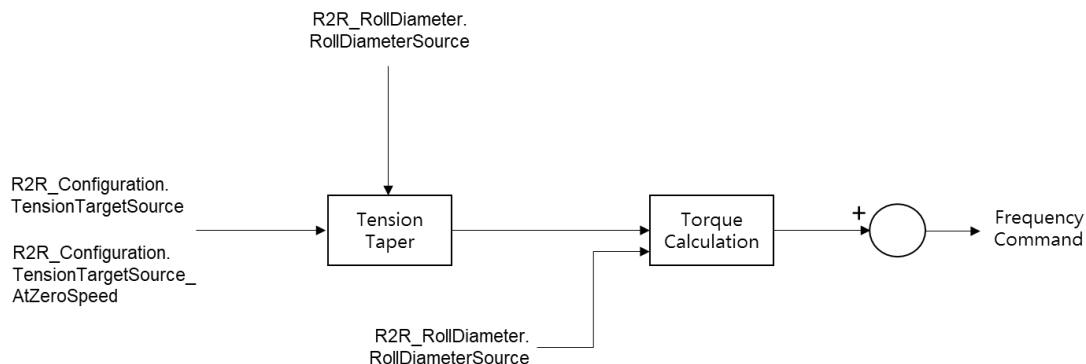 R2R_RollDiameter.
RollDiameterSource
R2R_Configuration.
TensionTargetSource
R2R_Configuration.
TensionTargetSource_
AtZeroSpeed
Tension
Taper
Torque
Calculation
+
Frequency
Command
R2R_RollDiameter.
RollDiameterSource